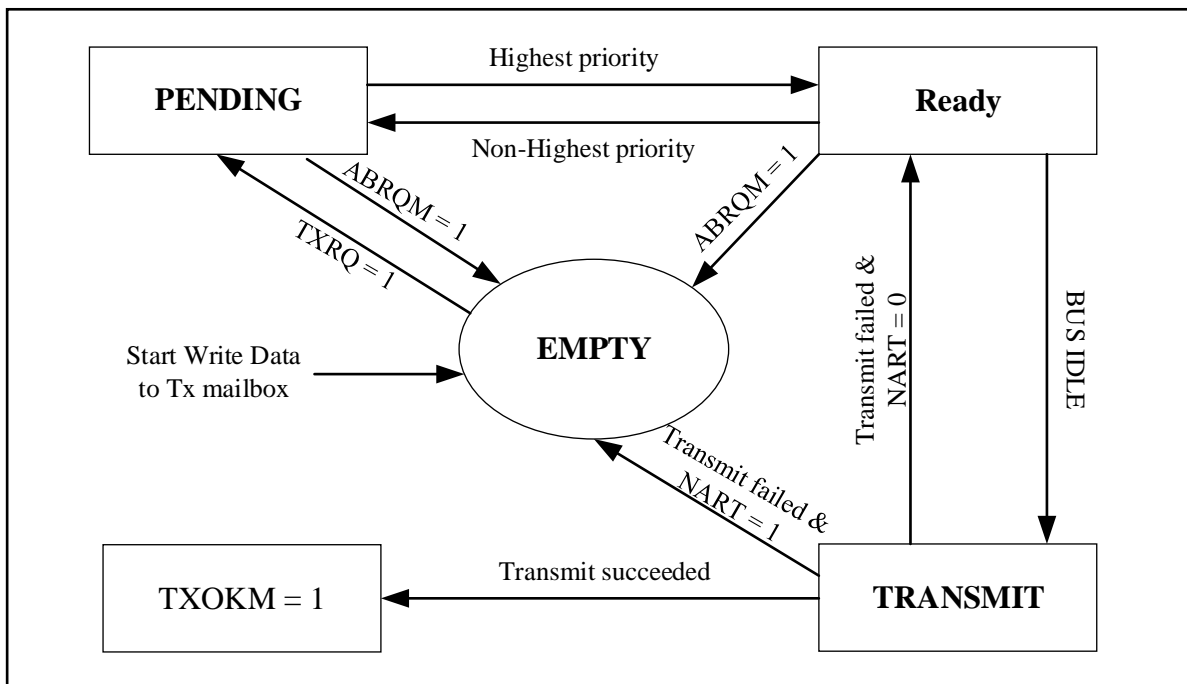 Highest priority
PENDING
Ready
Non-Highest priority
ABRQM = 1
TXRQ = 1
ABRQM = 1
Transmit failed &
NART = 0
BUS IDLE
EMPTY
Start Write Data
to Tx mailbox
Transmit failed &
NART = 1
Transmit succeeded
TXOKM = 1
TRANSMIT